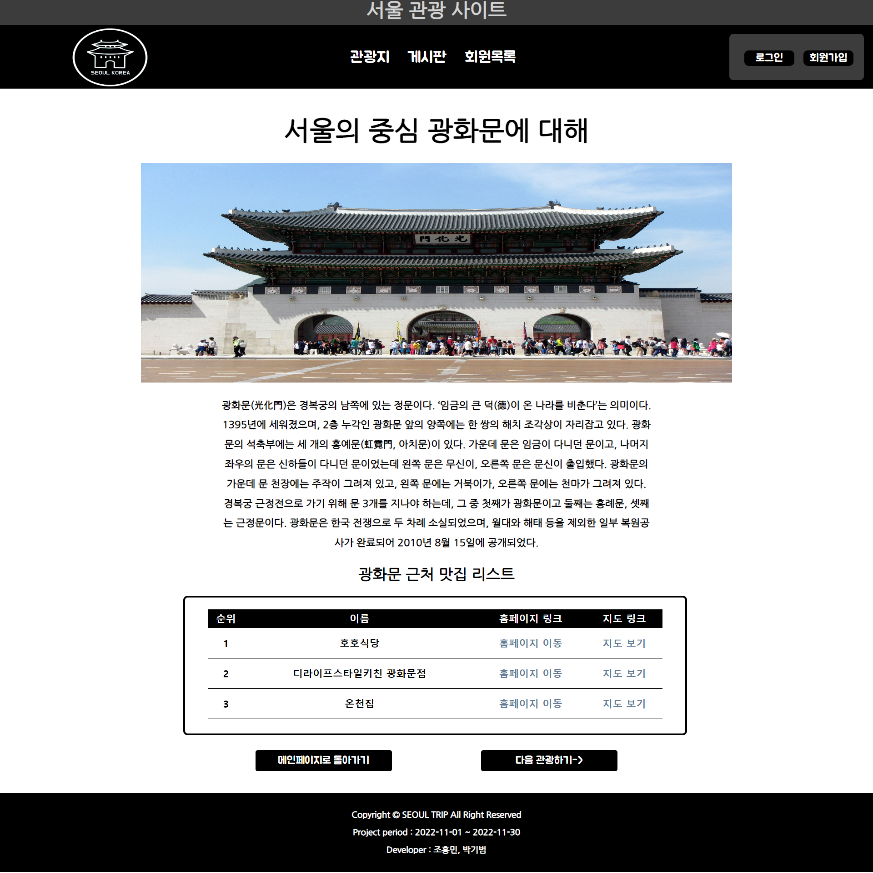 서울 관광 사이트
SEOUL KOREA
관광지 게시판 회원목록
로그인 회원가입
서울의 중심 광화문에 대해
門化光
광화문(光化門)은 경복궁의 남쪽에 있는 정문이다. '임금의 큰 덕(德)이 온 나라를 비춘다'는 의미이다.
1395년에 세워졌으며, 2층 누각인 광화문 앞의 양쪽에는 한 쌍의 해치 조각상이 자리잡고 있다. 광화
문의 석축부에는 세 개의 홍예문(虹霓門, 아치문)이 있다. 가운데 문은 임금이 다니던 문이고, 나머지
좌우의 문은 신하들이 다니던 문이었는데 왼쪽 문은 무신이, 오른쪽 문은 문신이 출입했다. 광화문의
가운데 문 천장에는 주작이 그려져 있고, 왼쪽 문에는 거북이가, 오른쪽 문에는 천마가 그려져 있다.
경복궁 근정전으로 가기 위해 문 3개를 지나야 하는데, 그 중 첫째가 광화문이고 둘째는 흥례문, 셋째
는 근정문이다. 광화문은 한국 전쟁으로 두 차례 소실되었으며, 월대와 해태 등을 제외한 일부 복원공
사가 완료되어 2010년 8월 15일에 공개되었다.
광화문 근처 맛집 리스트
순위 이름 홈페이지 링크 지도 링크
1 호호식당 홈페이지 이동 지도 보기
2 디라이프스타일키친 광화문점 홈페이지 이동 지도 보기
3 온천집 홈페이지 이동 지도 보기
메인페이지로 돌아가기 다음 관광하기->
Copyright © SEOUL TRIP All Right Reserved
Project period : 2022-11-01 ~ 2022-11-30
Developer : 조홍민, 박기범